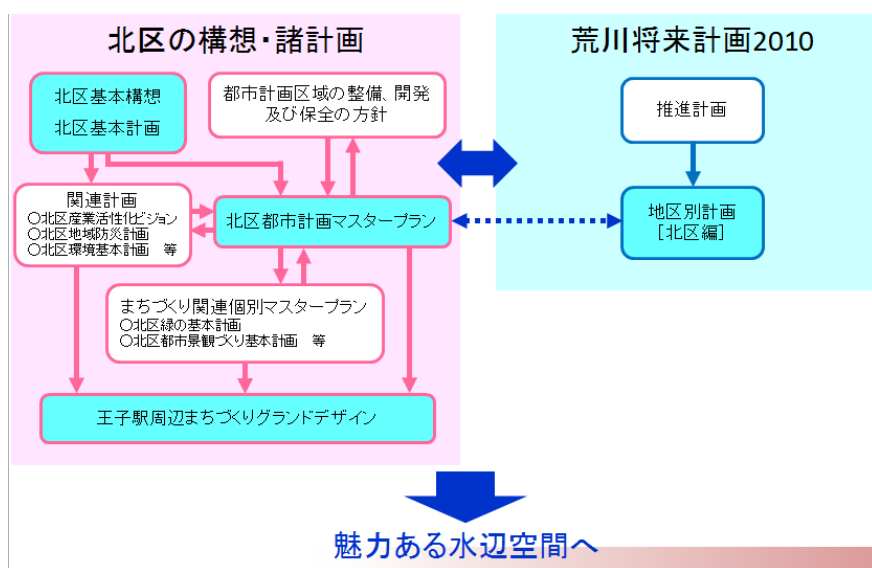 北区の構想・諸計画
北区基本構想
北区基本計画
都市計画区域の整備、開発
及び保全の方針
関連計画
○北区産業活性化ビジョン
○北区地域防災計画
○北区環境基本計画　等
北区都市計画マスタープラン
まちづくり関連個別マスタープラン
○北区緑の基本計画
○北区都市景観づくり基本計画　等
王子駅周辺まちづくりグランドデザイン
荒川将来計画2010
推進計画
地区別計画
[北区編]
魅力ある水辺空間へ